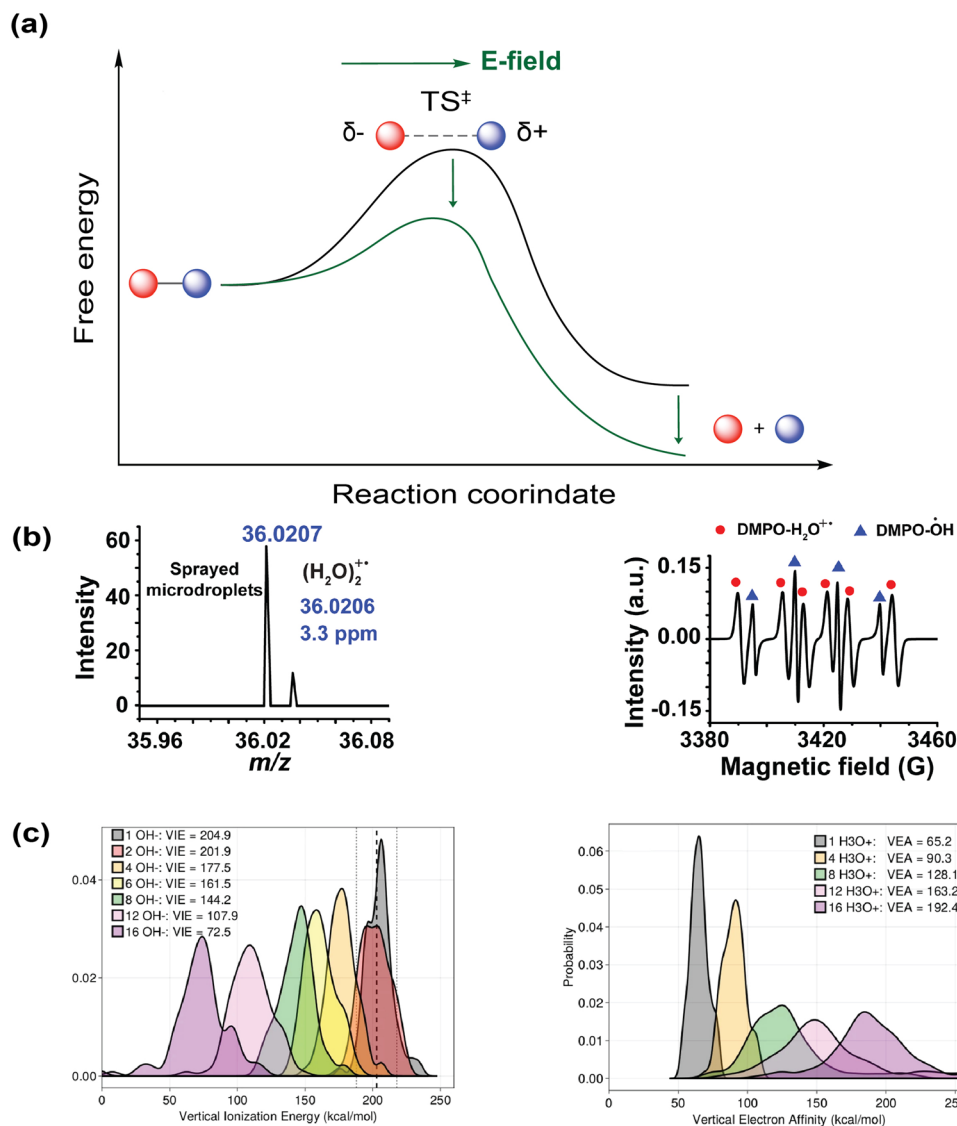 (a)
E-field
TS‡
δ-
δ+
Free energy
+
Reaction coorindate
(b)
Intensity
60
40
20
0
36.0207
Sprayed
microdroplets
(H₂O)₂⁺•
36.0206
3.3 ppm
35.96
36.02
36.08
m/z
DMPO-H₂O⁺•
DMPO-ȮH
Intensity (a.u.)
0.15
0.00
-0.15
3380
3420
3460
Magnetic field (G)
(c)
1 OH-: VIE = 204.9
2 OH-: VIE = 201.9
4 OH-: VIE = 177.5
6 OH-: VIE = 161.5
8 OH-: VIE = 144.2
12 OH-: VIE = 107.9
16 OH-: VIE = 72.5
0.04
0.02
0.00
0
50
100
150
200
250
Vertical Ionization Energy (kcal/mol)
1 H3O+: VEA = 65.2
4 H3O+: VEA = 90.3
8 H3O+: VEA = 128.1
12 H3O+: VEA = 163.2
16 H3O+: VEA = 192.4
Probability
0.06
0.05
0.04
0.03
0.02
0.01
0.00
0
50
100
150
200
250
Vertical Electron Affinity (kcal/mol)